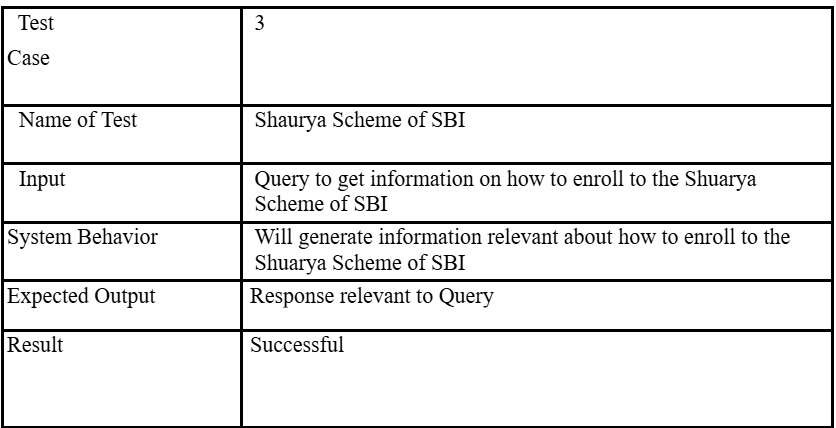 Test 3
Case
Name of Test Shaurya Scheme of SBI
Input Query to get information on how to enroll to the Shuarya
Scheme of SBI
System Behavior Will generate information relevant about how to enroll to the
Shuarya Scheme of SBI
Expected Output Response relevant to Query
Result Successful